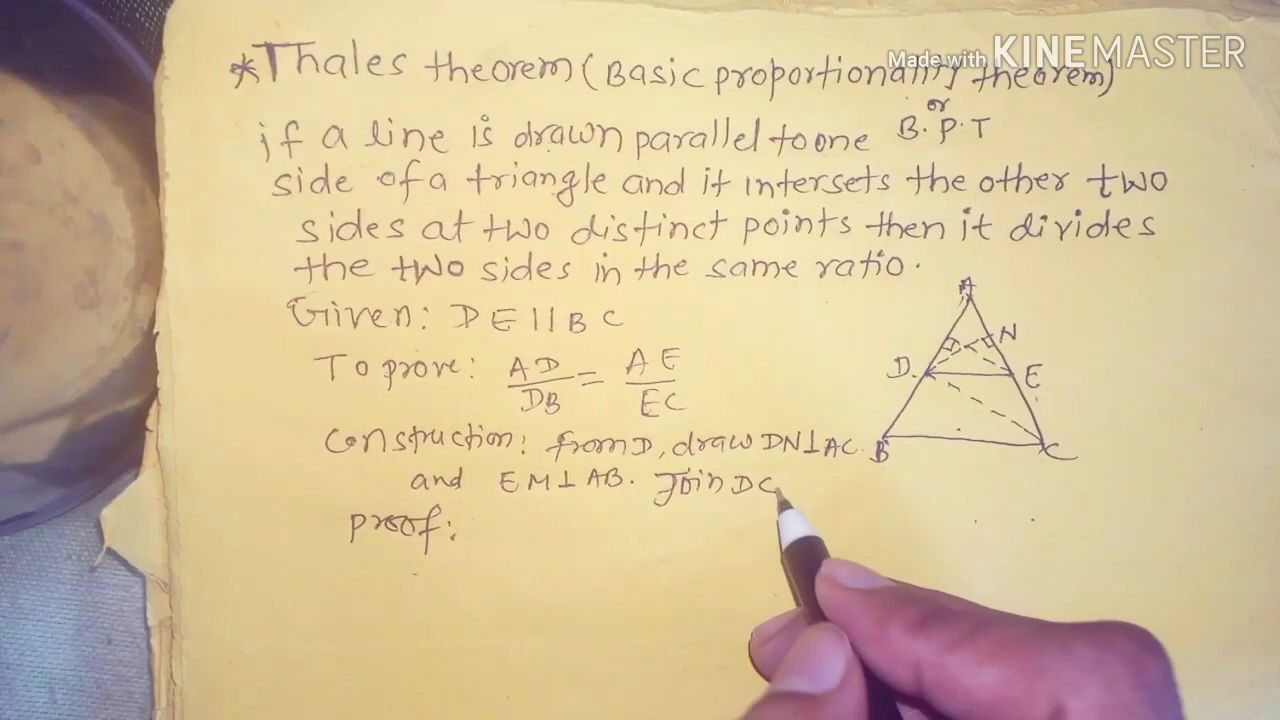 Made with KINEMASTER
*Thales theorem (Basic proportionality theorem)
or
B.P.T
if a line is drawn parallel to one
side of a triangle and it intersets the other two
sides at two distinct points then it divides
the two sides in the same ratio.
Given: DE || BC
To prove: AD/DB = AE/EC
Construction: from D, draw DN⊥AC.
and EM⊥AB. Join DC
proof:
A
N
D.
E
B
C